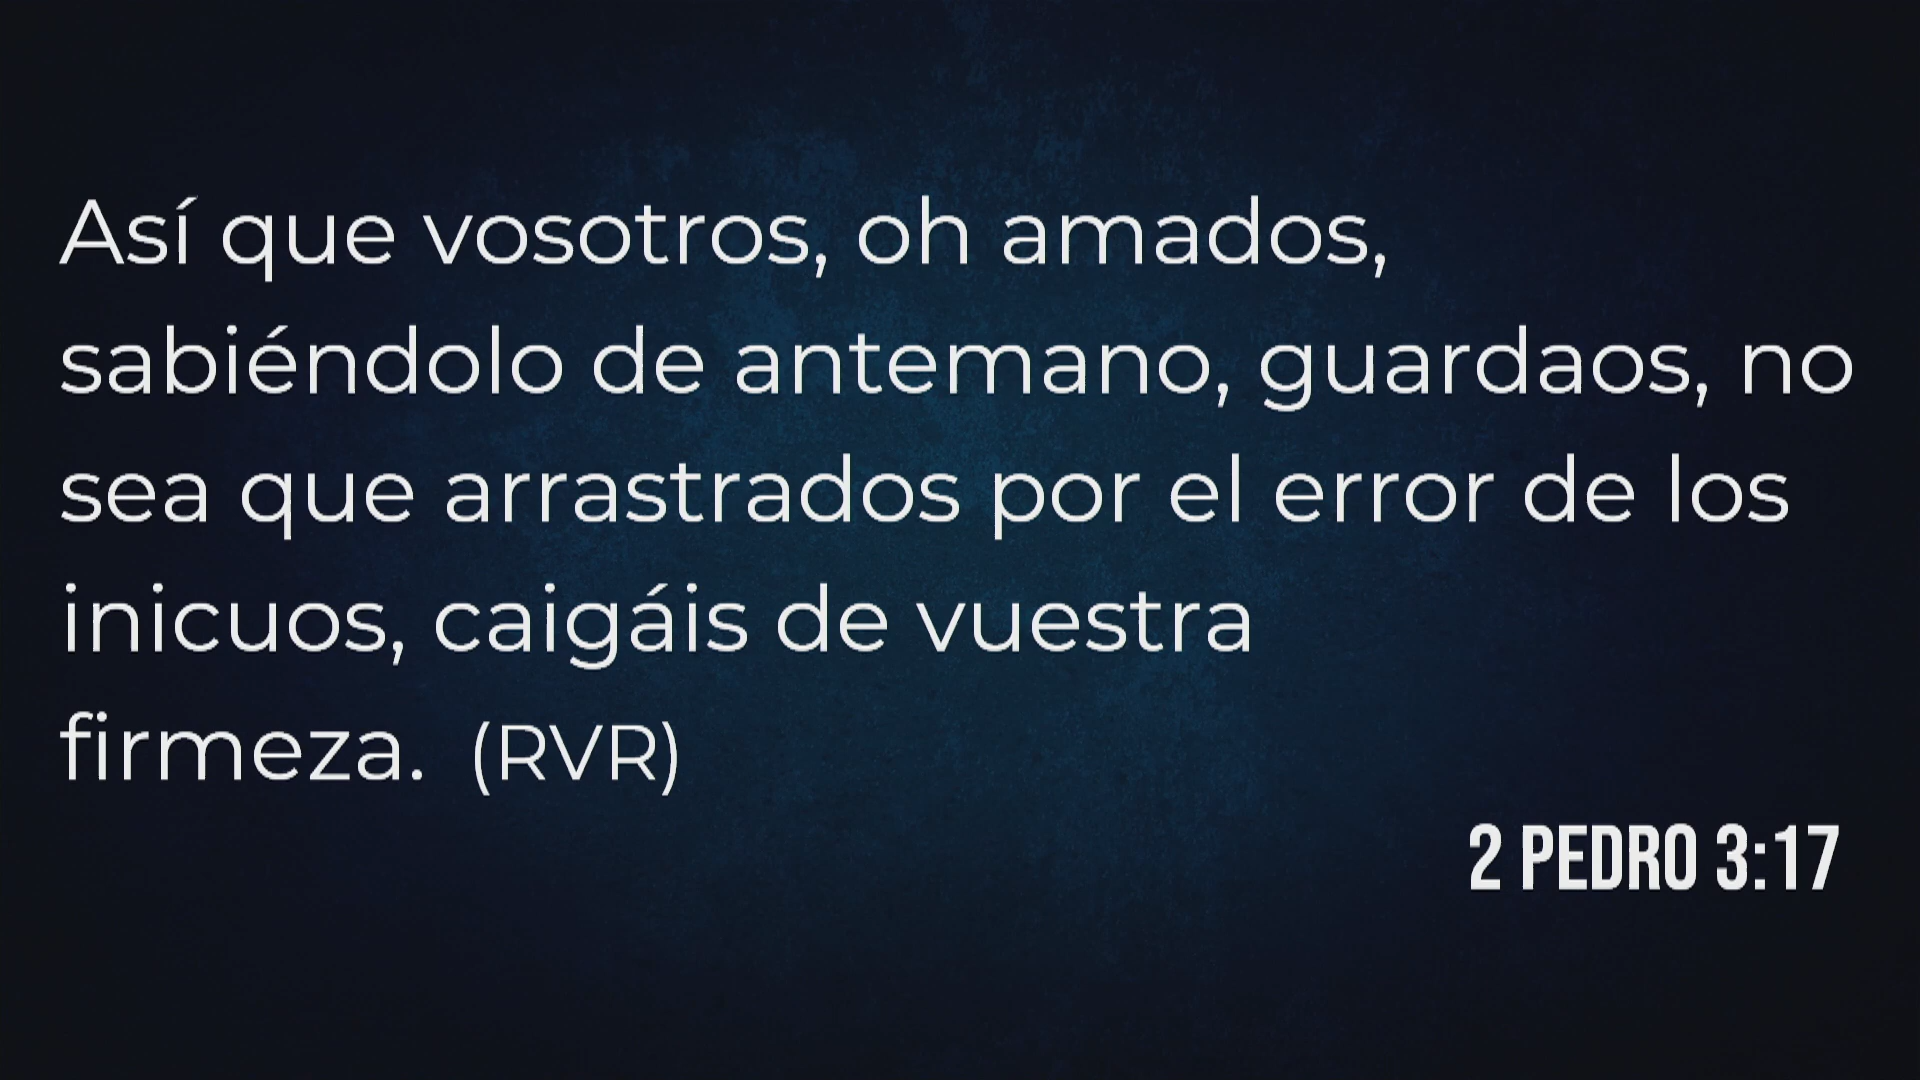 Así que vosotros, oh amados,
sabiéndolo de antemano, guardaos, no
sea que arrastrados por el error de los
inicuos, caigáis de vuestra
firmeza. (RVR)
2 PEDRO 3:17